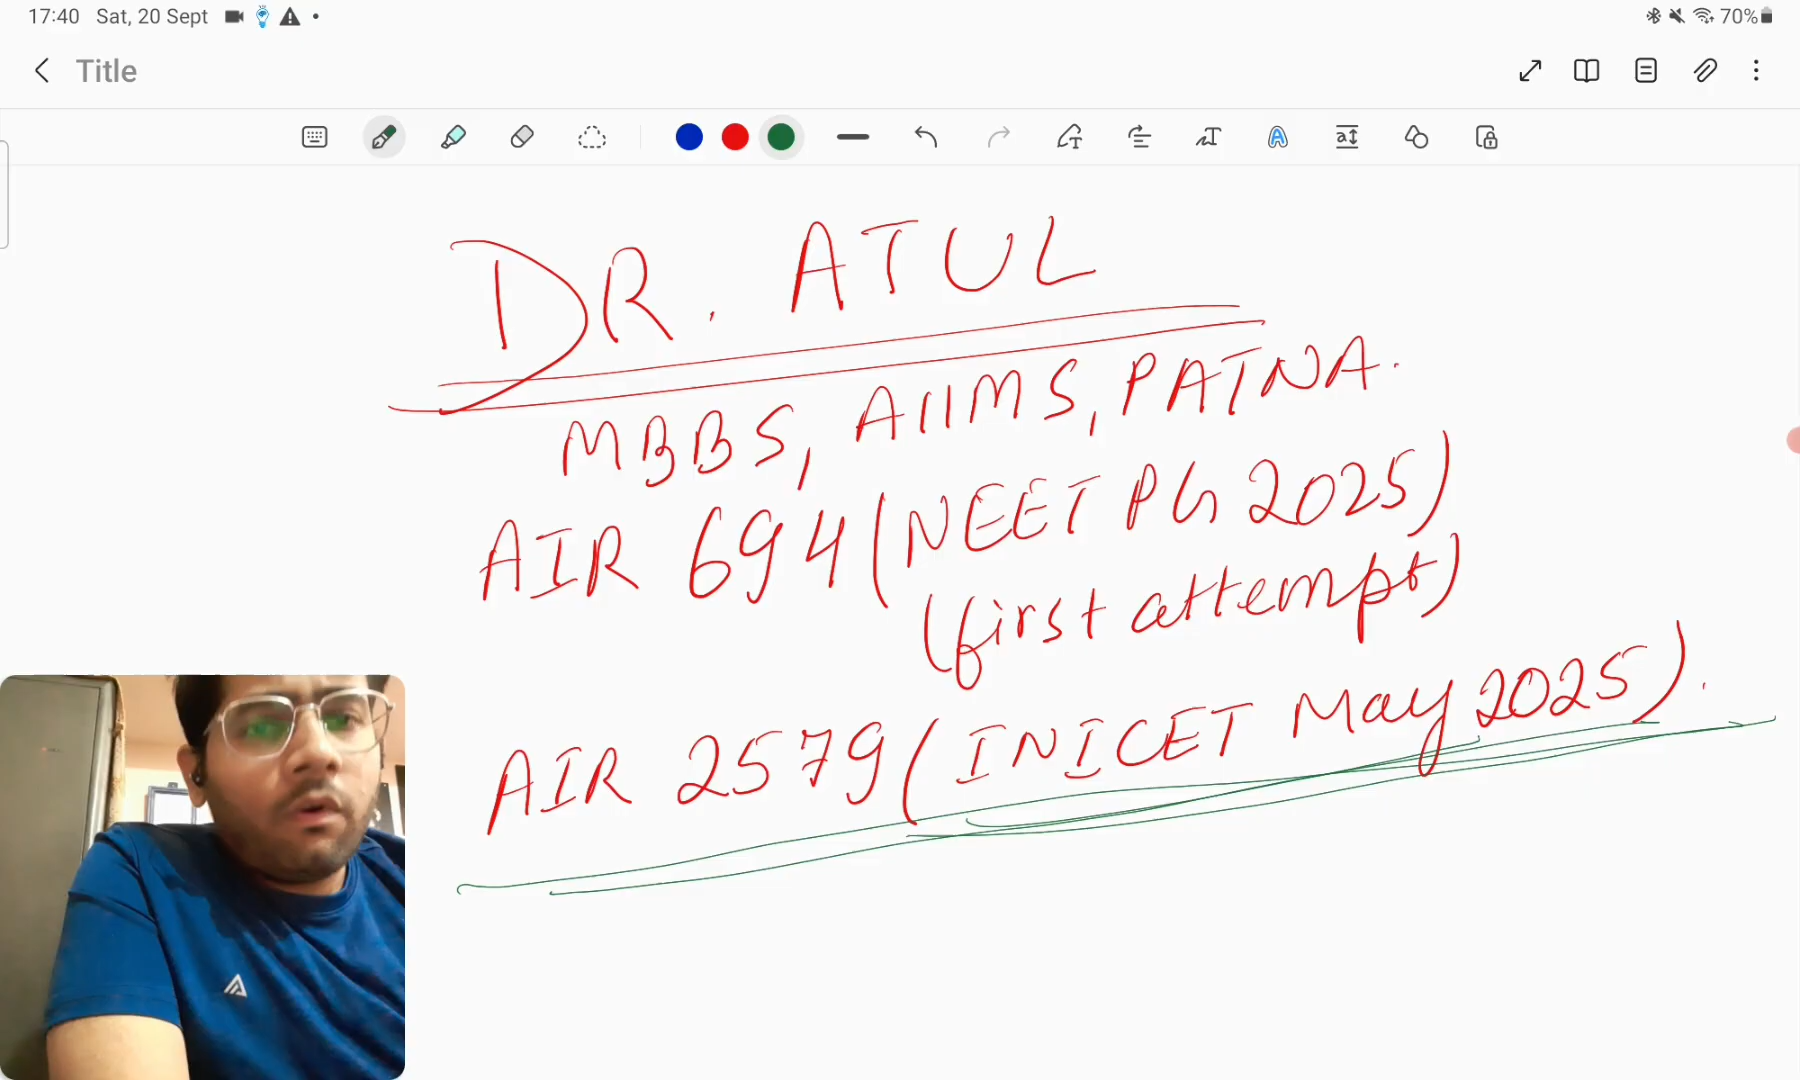 17:40 Sat, 20 Sept 70%
Title
DR. ATUL
MBBS, AIIMS, PATNA.
AIR 694 (NEET PG 2025)
(first attempt)
AIR 2579 (INICET May 2025).